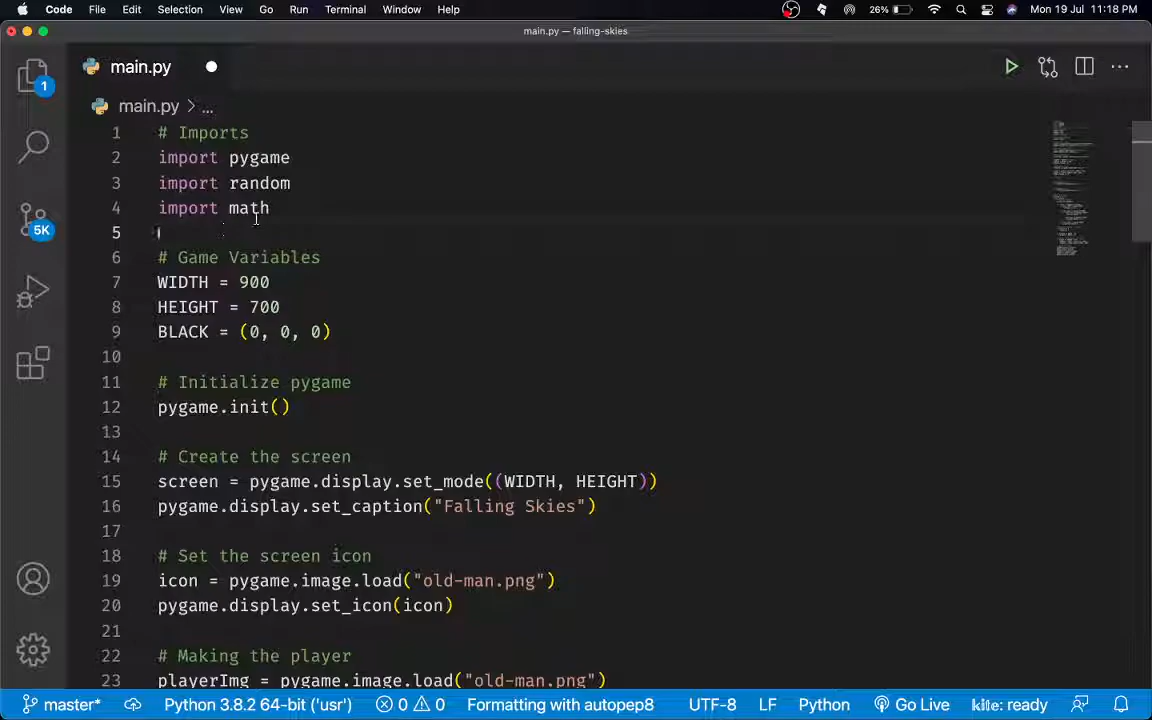 Code File Edit Selection View Go Run Terminal Window Help 26% Mon 19 Jul 11:18 PM
main.py — falling-skies
1 main.py
main.py > ...
1 # Imports
2 import pygame
3 import random
4 import math
5
6 # Game Variables
7 WIDTH = 900
8 HEIGHT = 700
9 BLACK = (0, 0, 0)
10
11 # Initialize pygame
12 pygame.init()
13
14 # Create the screen
15 screen = pygame.display.set_mode((WIDTH, HEIGHT))
16 pygame.display.set_caption("Falling Skies")
17
18 # Set the screen icon
19 icon = pygame.image.load("old-man.png")
20 pygame.display.set_icon(icon)
21
22 # Making the player
23 playerImg = pygame.image.load("old-man.png")
5K
master* Python 3.8.2 64-bit ('usr') 0 0 Formatting with autopep8 UTF-8 LF Python Go Live kite: ready